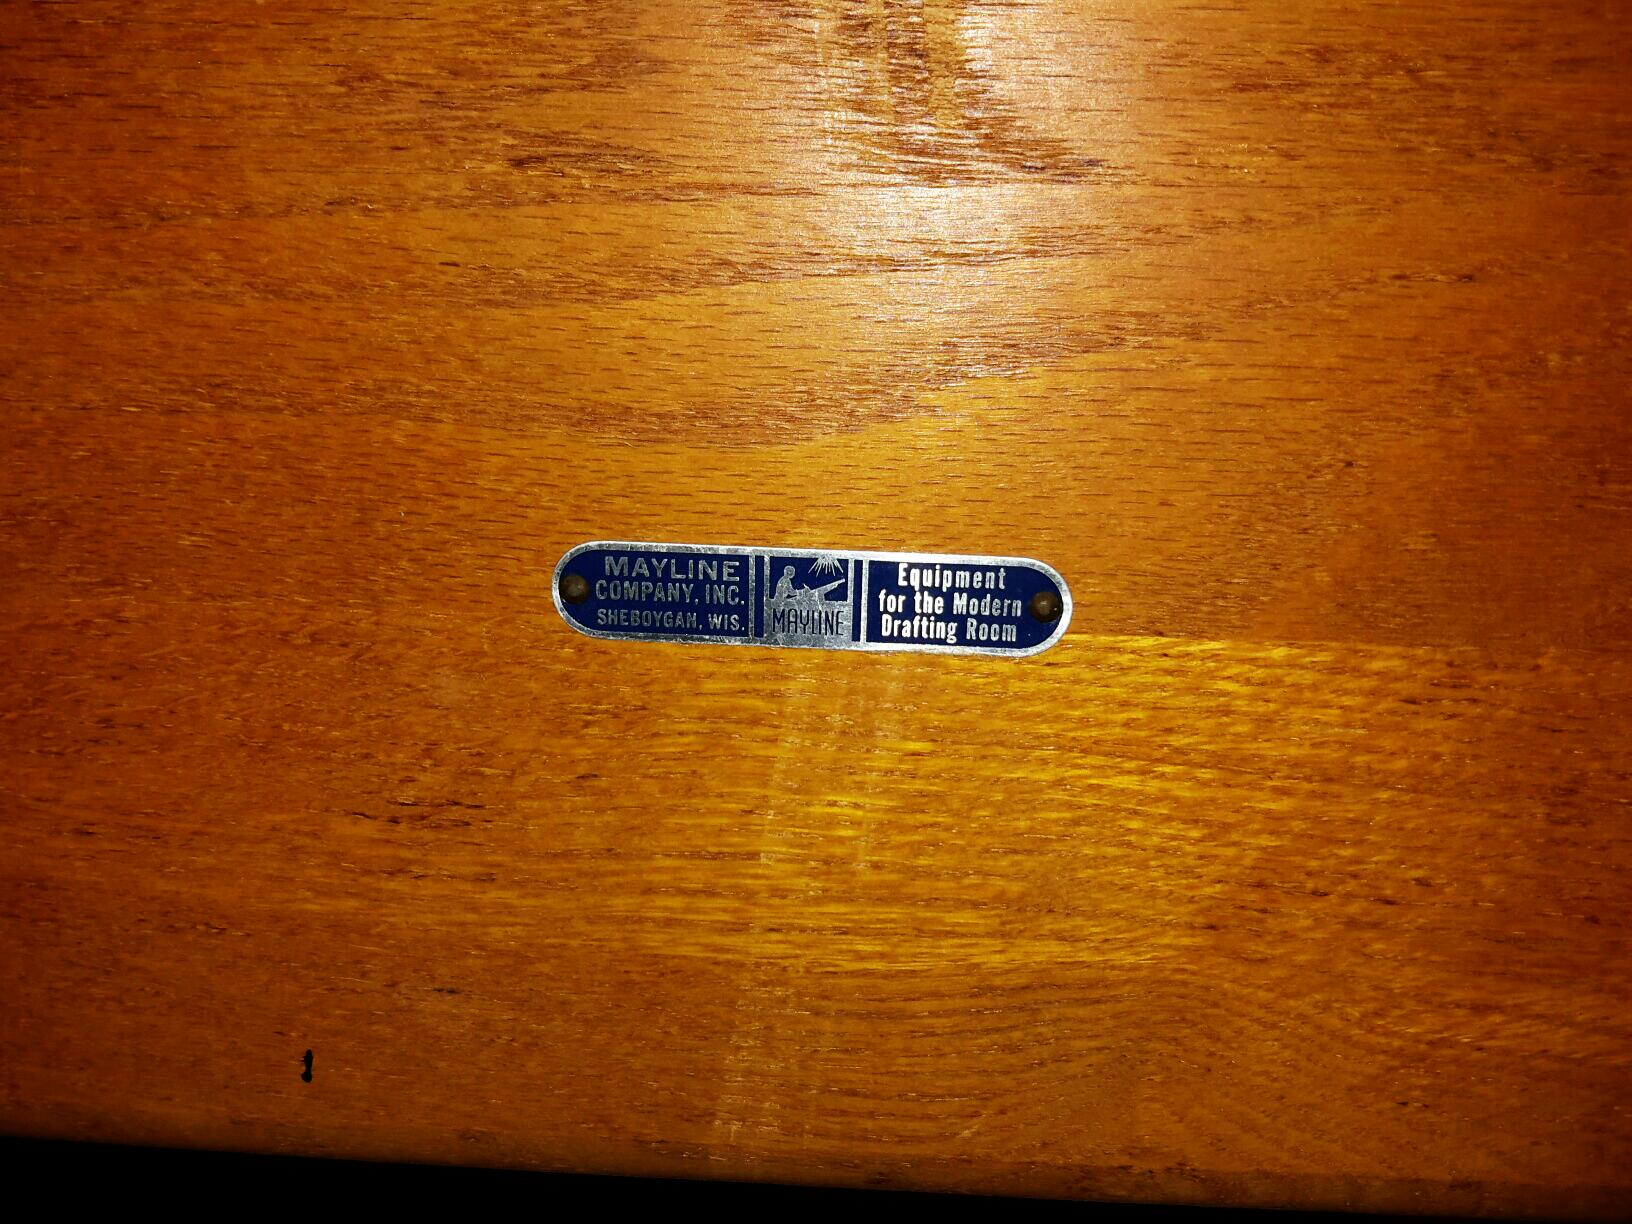 MAYLINE
COMPANY, INC.
SHEBOYGAN, WIS.
MAYLINE
Equipment
for the Modern
Drafting Room